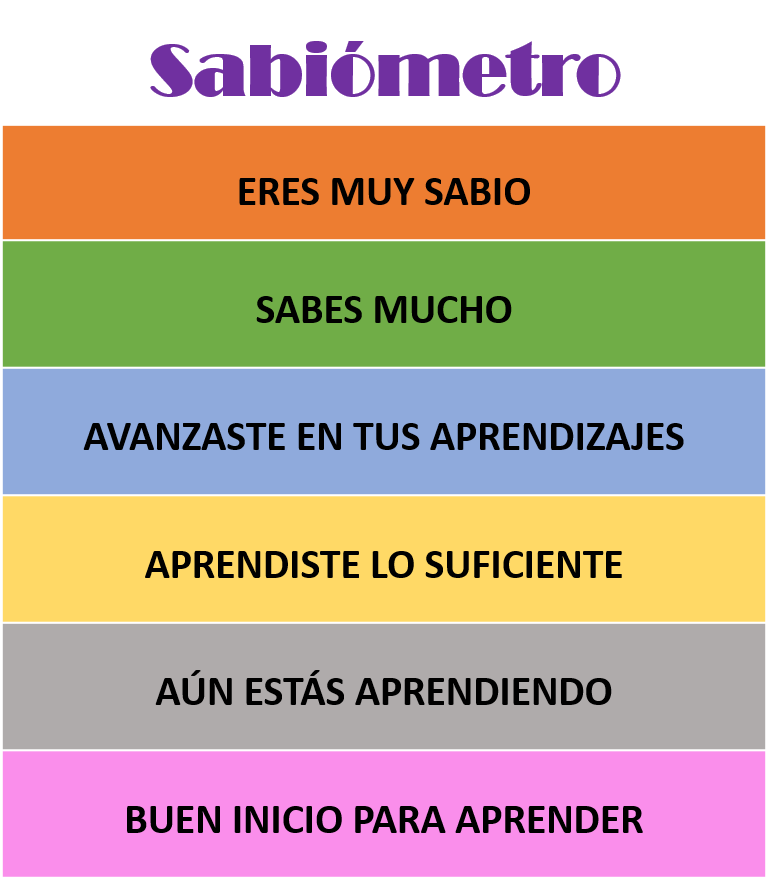 Sabiómetro
ERES MUY SABIO
SABES MUCHO
AVANZASTE EN TUS APRENDIZAJES
APRENDISTE LO SUFICIENTE
AÚN ESTÁS APRENDIENDO
BUEN INICIO PARA APRENDER